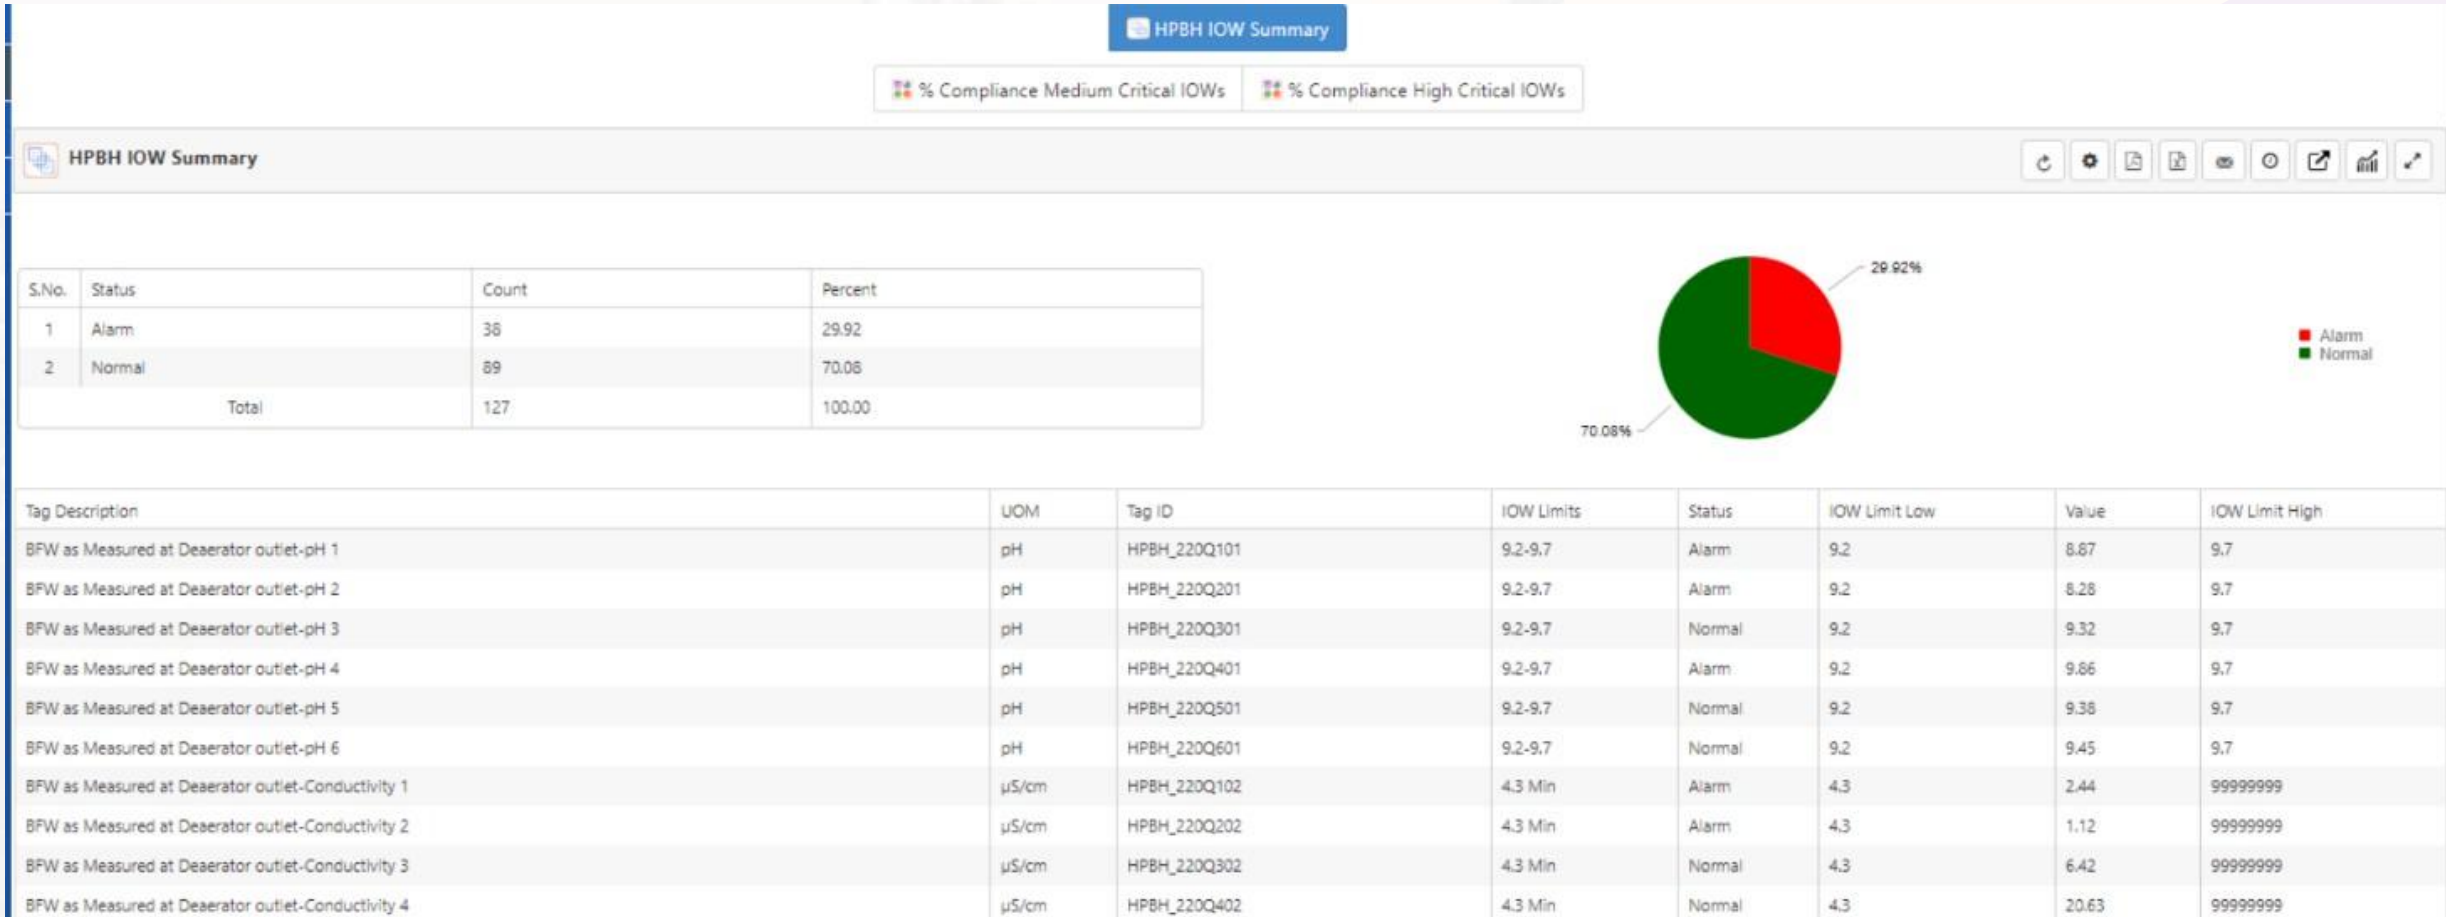 HPBH IOW Summary
% Compliance Medium Critical IOWs % Compliance High Critical IOWs
HPBH IOW Summary
S.No. Status Count Percent
1 Alarm 38 29.92
2 Normal 89 70.08
Total 127 100.00
29.92%
70.08%
Alarm
Normal
Tag Description UOM Tag ID IOW Limits Status IOW Limit Low Value IOW Limit High
BFW as Measured at Deaerator outlet-pH 1 pH HPBH_220Q101 9.2-9.7 Alarm 9.2 8.87 9.7
BFW as Measured at Deaerator outlet-pH 2 pH HPBH_220Q201 9.2-9.7 Alarm 9.2 8.28 9.7
BFW as Measured at Deaerator outlet-pH 3 pH HPBH_220Q301 9.2-9.7 Normal 9.2 9.32 9.7
BFW as Measured at Deaerator outlet-pH 4 pH HPBH_220Q401 9.2-9.7 Alarm 9.2 9.86 9.7
BFW as Measured at Deaerator outlet-pH 5 pH HPBH_220Q501 9.2-9.7 Normal 9.2 9.38 9.7
BFW as Measured at Deaerator outlet-pH 6 pH HPBH_220Q601 9.2-9.7 Normal 9.2 9.45 9.7
BFW as Measured at Deaerator outlet-Conductivity 1 µS/cm HPBH_220Q102 4.3 Min Alarm 4.3 2.44 99999999
BFW as Measured at Deaerator outlet-Conductivity 2 µS/cm HPBH_220Q202 4.3 Min Alarm 4.3 1.12 99999999
BFW as Measured at Deaerator outlet-Conductivity 3 µS/cm HPBH_220Q302 4.3 Min Normal 4.3 6.42 99999999
BFW as Measured at Deaerator outlet-Conductivity 4 µS/cm HPBH_220Q402 4.3 Min Normal 4.3 20.63 99999999